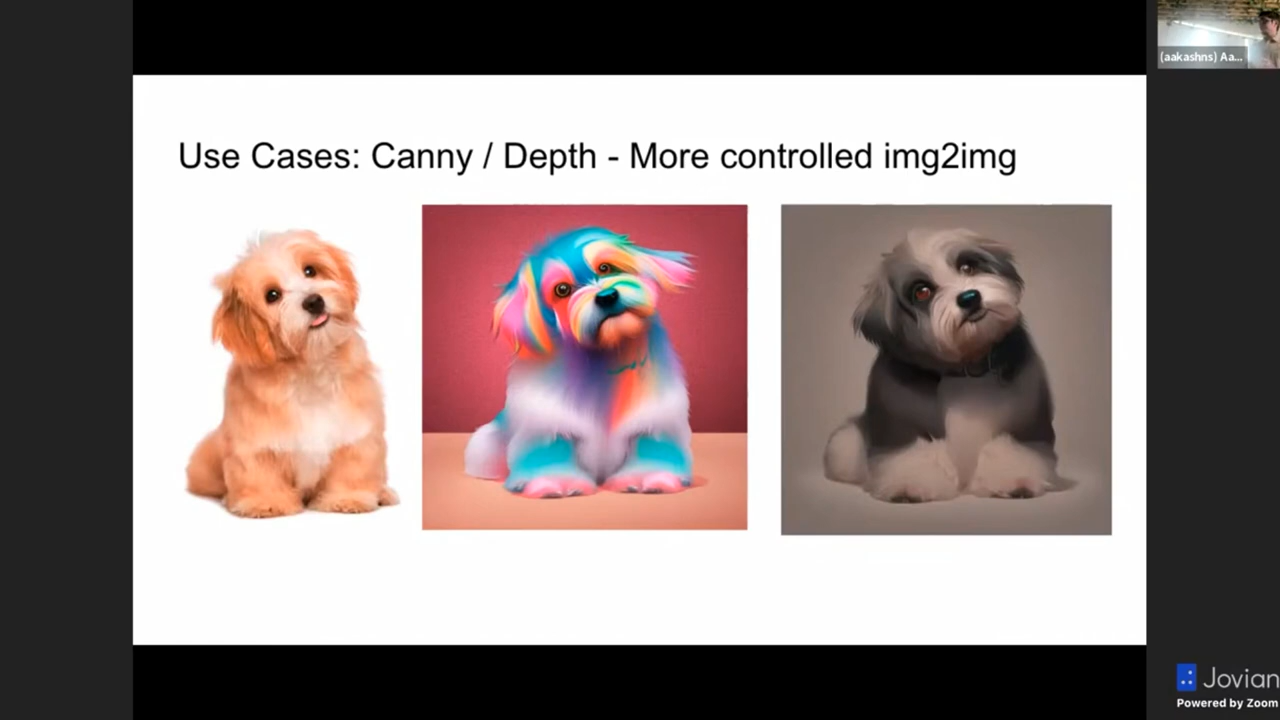 (aakashns) Aa...
Use Cases: Canny / Depth - More controlled img2img
Jovian
Powered by Zoom